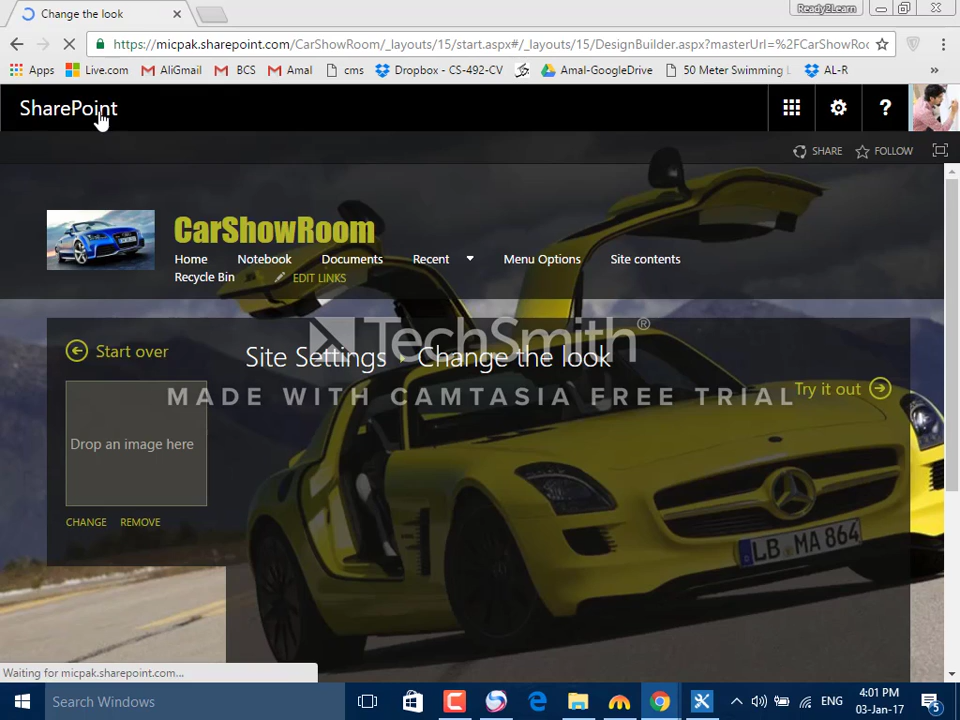 Change the look
Ready2Learn
https://micpak.sharepoint.com/CarShowRoom/_layouts/15/start.aspx#/_layouts/15/DesignBuilder.aspx?masterUrl=%2FCarShowRoo
Apps Live.com AliGmail BCS Amal cms Dropbox - CS-492-CV Amal-GoogleDrive 50 Meter Swimming AL-R »
SharePoint
SHARE FOLLOW
CarShowRoom
Home Notebook Documents Recent Menu Options Site contents
Recycle Bin EDIT LINKS
TechSmith®
Start over
Site Settings › Change the look
MADE WITH CAMTASIA FREE TRIAL
Try it out
Drop an image here
CHANGE REMOVE
LB MA 864
Waiting for micpak.sharepoint.com...
Search Windows
ENG
4:01 PM
03-Jan-17
5